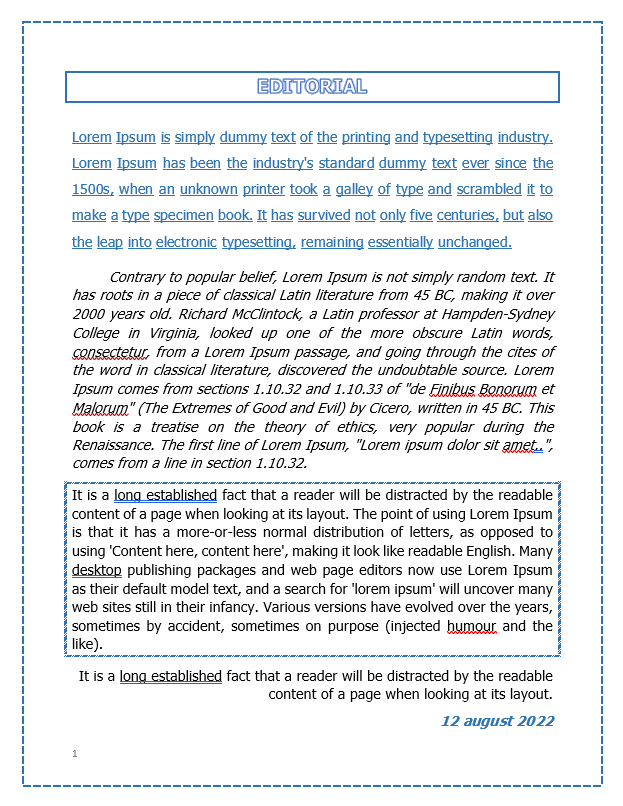 EDITORIAL
Lorem Ipsum is simply dummy text of the printing and typesetting industry.
Lorem Ipsum has been the industry's standard dummy text ever since the
1500s, when an unknown printer took a galley of type and scrambled it to
make a type specimen book. It has survived not only five centuries, but also
the leap into electronic typesetting, remaining essentially unchanged.
Contrary to popular belief, Lorem Ipsum is not simply random text. It
has roots in a piece of classical Latin literature from 45 BC, making it over
2000 years old. Richard McClintock, a Latin professor at Hampden-Sydney
College in Virginia, looked up one of the more obscure Latin words,
consectetur, from a Lorem Ipsum passage, and going through the cites of
the word in classical literature, discovered the undoubtable source. Lorem
Ipsum comes from sections 1.10.32 and 1.10.33 of "de Finibus Bonorum et
Malorum" (The Extremes of Good and Evil) by Cicero, written in 45 BC. This
book is a treatise on the theory of ethics, very popular during the
Renaissance. The first line of Lorem Ipsum, "Lorem ipsum dolor sit amet..",
comes from a line in section 1.10.32.
It is a long established fact that a reader will be distracted by the readable
content of a page when looking at its layout. The point of using Lorem Ipsum
is that it has a more-or-less normal distribution of letters, as opposed to
using 'Content here, content here', making it look like readable English. Many
desktop publishing packages and web page editors now use Lorem Ipsum
as their default model text, and a search for 'lorem ipsum' will uncover many
web sites still in their infancy. Various versions have evolved over the years,
sometimes by accident, sometimes on purpose (injected humour and the
like).
It is a long established fact that a reader will be distracted by the readable
content of a page when looking at its layout.
12 august 2022
1